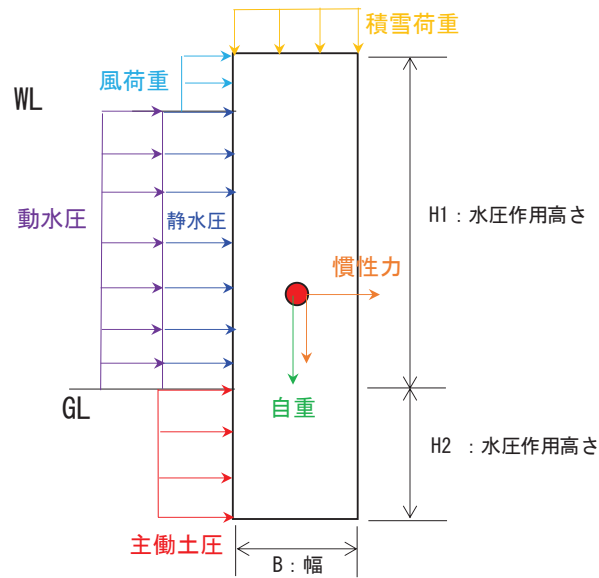 積雪荷重
風荷重
WL
動水圧
静水圧
H1：水圧作用高さ
慣性力
自重
GL
H2 ：水圧作用高さ
主働土圧
B：幅